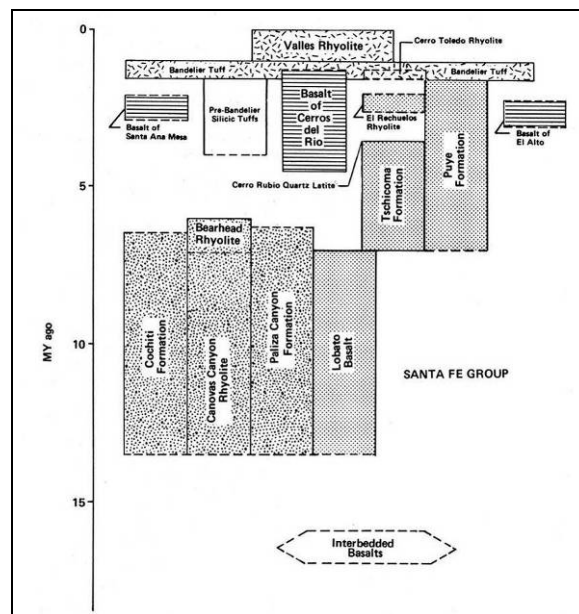 0
Valles Rhyolite
Cerro Toledo Rhyolite
Bandelier Tuff
Bandelier Tuff
Basalt of
Santa Ana Mesa
Pre-Bandelier
Silicic Tuffs
Basalt of
Cerros
del
Rio
El Rechuelos
Rhyolite
Basalt of
El Alto
Cerro Rubio Quartz Latite
Tschicoma
Formation
Puye
Formation
5
Bearhead
Rhyolite
Cochiti Formation
Canovas Canyon
Rhyolite
Paliza Canyon
Formation
Lobato
Basalt
MY ago
10
SANTA FE GROUP
15
Interbedded
Basalts